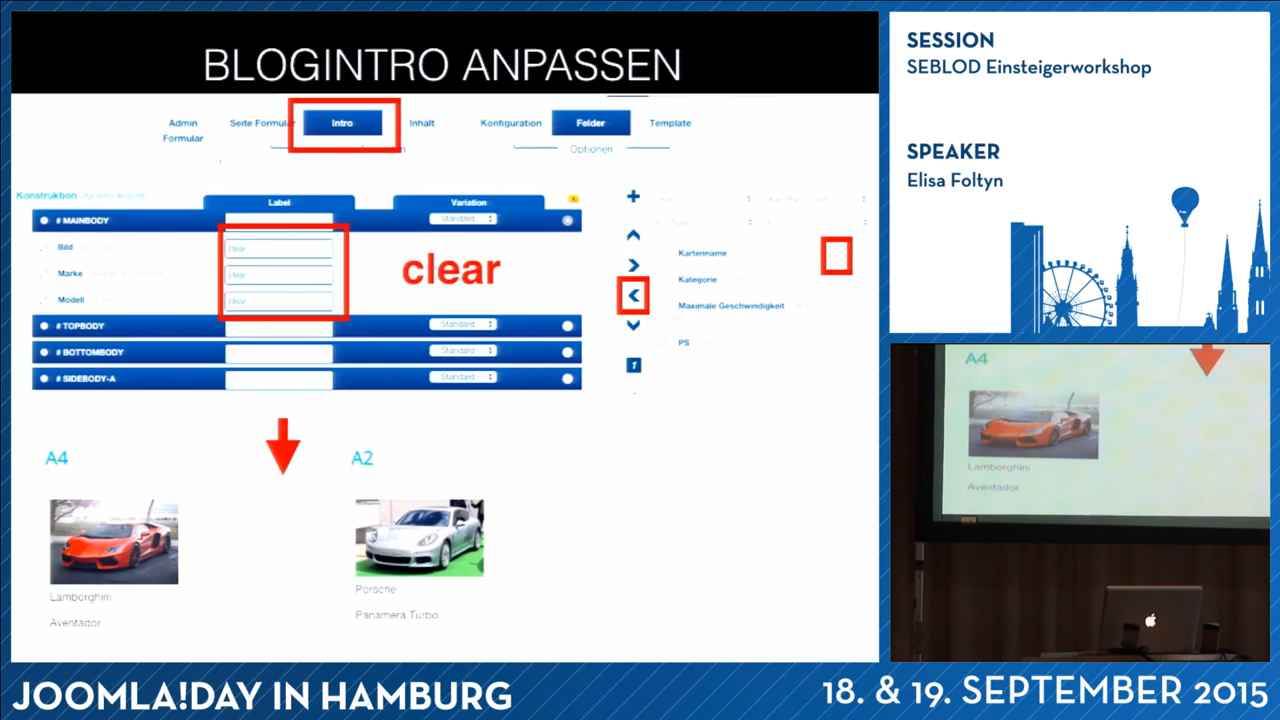 BLOGINTRO ANPASSEN
Admin Formular
Seite Formular
Intro
Inhalt
Konfiguration
Felder
Template
Optionen
Konstruktion
Label
Variation
# MAINBODY
Standard
Bild
clear
Marke
clear
Modell
clear
clear
# TOPBODY
Standard
# BOTTOMBODY
Standard
# SIDEBODY-A
Standard
Kartenname
Kategorie
Maximale Geschwindigkeit
PS
1
A4
A2
Lamborghini
Aventador
Porsche
Panamera Turbo
SESSION
SEBLOD Einsteigerworkshop
SPEAKER
Elisa Foltyn
A4
Lamborghini
Aventador
JOOMLA!DAY IN HAMBURG
18. & 19. SEPTEMBER 2015